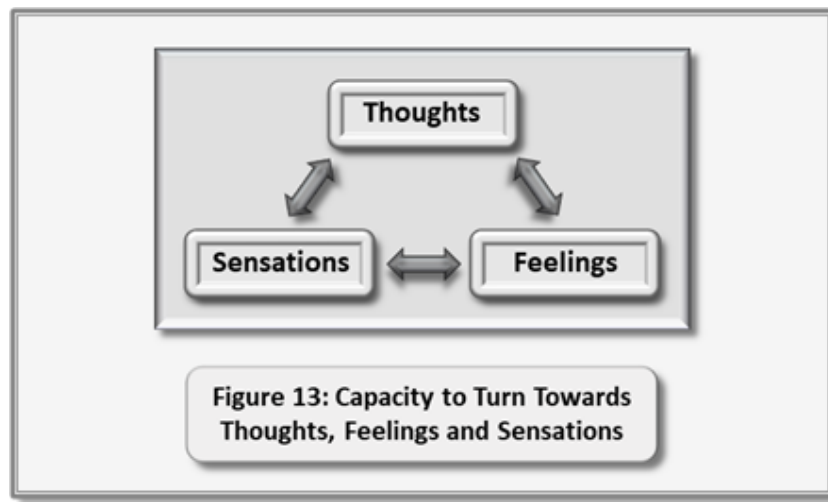 Thoughts
Sensations
Feelings
Figure 13: Capacity to Turn Towards
Thoughts, Feelings and Sensations